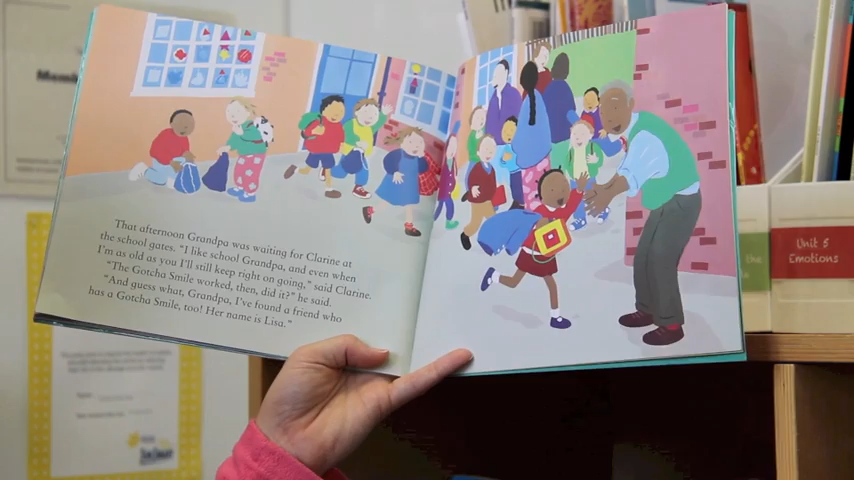 That afternoon Grandpa was waiting for Clarine at
the school gates. "I like school Grandpa, and even when
I'm as old as you I'll still keep right on going," said Clarine.
"The Gotcha Smile worked, then, did it?" he said.
"And guess what, Grandpa, I've found a friend who
has a Gotcha Smile, too! Her name is Lisa."
the
Unit 5
Emotions